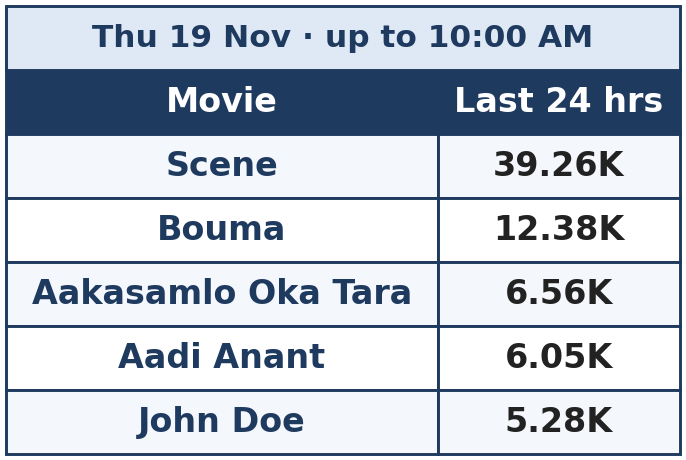 Thu 19 Nov · up to 10:00 AM
Movie Last 24 hrs
Scene 39.26K
Bouma 12.38K
Aakasamlo Oka Tara 6.56K
Aadi Anant 6.05K
John Doe 5.28K